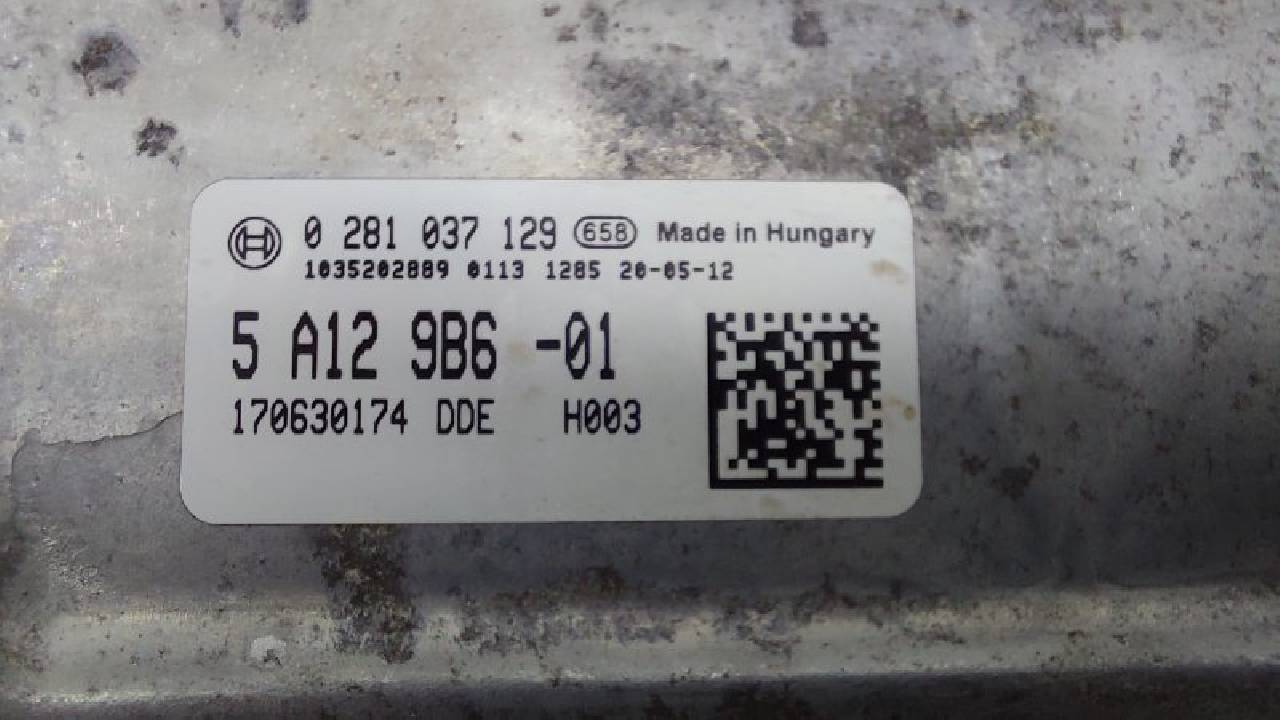 0 281 037 129 658 Made in Hungary
1035202889 0113 1285 20-05-12
5 A12 9B6 -01
170630174 DDE H003